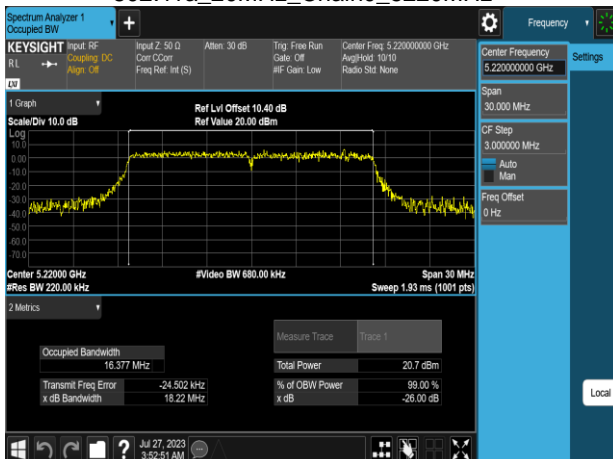 Spectrum Analyzer 1
Occupied BW
Frequency
KEYSIGHT
RL
LXI
Input: RF
Coupling: DC
Align: Off
Input Z: 50 Ω
Corr CCorr
Freq Ref: Int (S)
Atten: 30 dB
Trig: Free Run
Gate: Off
#IF Gain: Low
Center Freq: 5.220000000 GHz
Avg|Hold: 10/10
Radio Std: None
Center Frequency
5.220000000 GHz
Settings
Span
30.000 MHz
CF Step
3.000000 MHz
Auto
Man
Freq Offset
0 Hz
Local
1 Graph
Scale/Div 10.0 dB
Ref Lvl Offset 10.40 dB
Ref Value 20.00 dBm
Log
10.0
0.00
-10.0
-20.0
-30.0
-40.0
-50.0
-60.0
-70.0
Center 5.22000 GHz
#Video BW 680.00 kHz
Span 30 MHz
#Res BW 220.00 kHz
Sweep 1.93 ms (1001 pts)
2 Metrics
Measure Trace
Trace 1
Occupied Bandwidth
16.377 MHz
Total Power
20.7 dBm
Transmit Freq Error
-24.502 kHz
% of OBW Power
99.00 %
x dB Bandwidth
18.22 MHz
x dB
-26.00 dB
?
Jul 27, 2023
3:52:51 AM